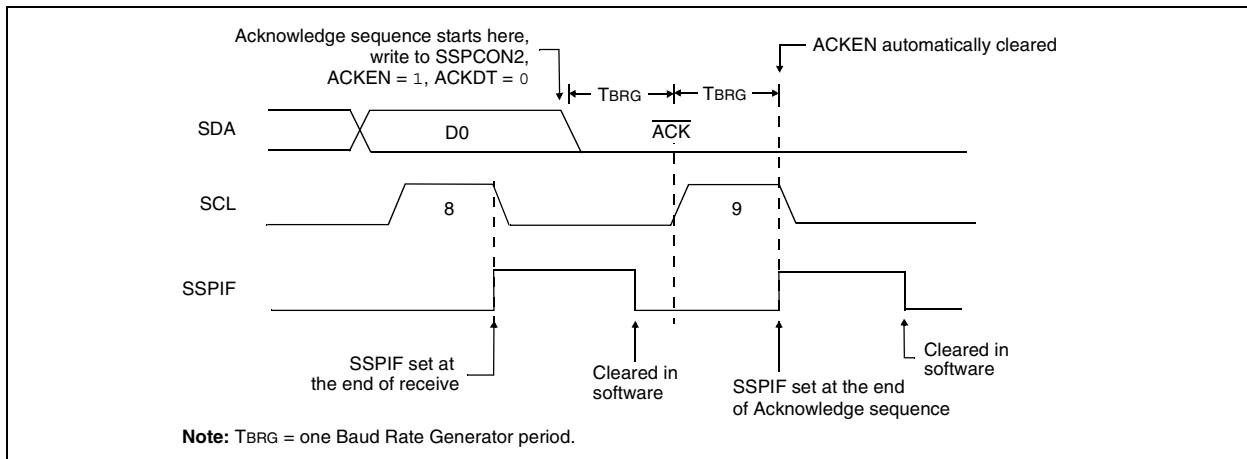 Acknowledge sequence starts here,
write to SSPCON2,
ACKEN = 1, ACKDT = 0
ACKEN automatically cleared
TBRG
TBRG
SDA
D0
ACK
SCL
8
9
SSPIF
SSPIF set at
the end of receive
Cleared in
software
SSPIF set at the end
of Acknowledge sequence
Cleared in
software
Note: TBRG = one Baud Rate Generator period.